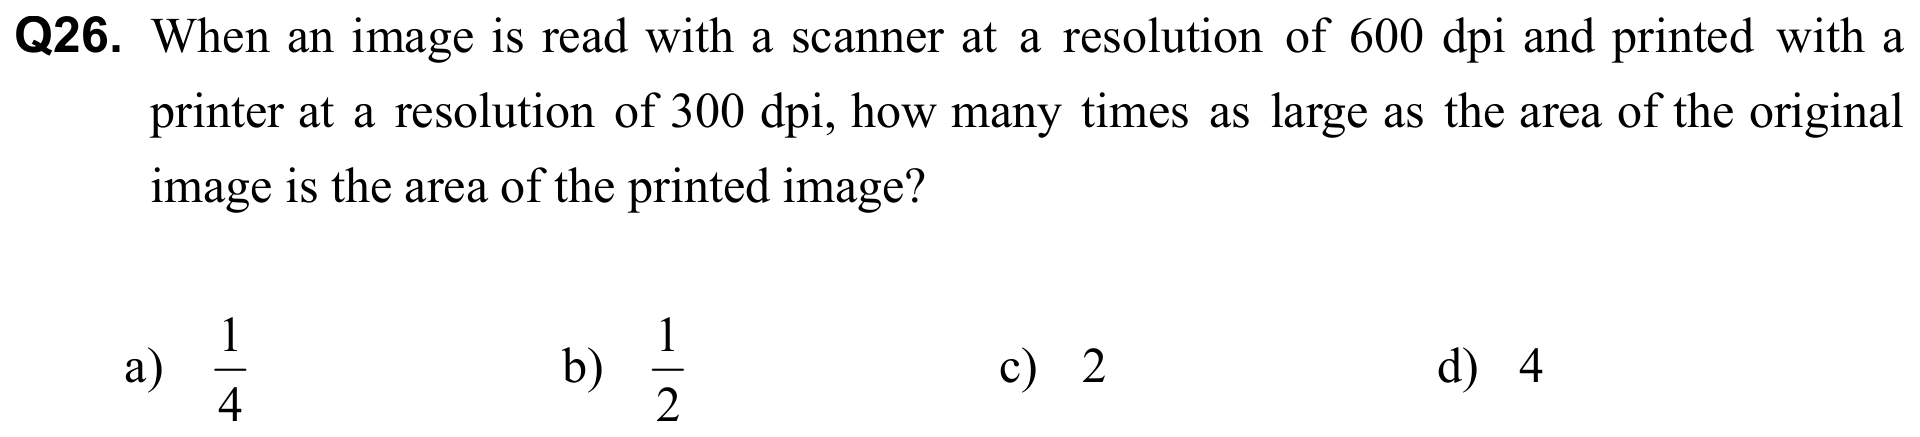 Q26. When an image is read with a scanner at a resolution of 600 dpi and printed with a
printer at a resolution of 300 dpi, how many times as large as the area of the original
image is the area of the printed image?
a) 1/4 b) 1/2 c) 2 d) 4